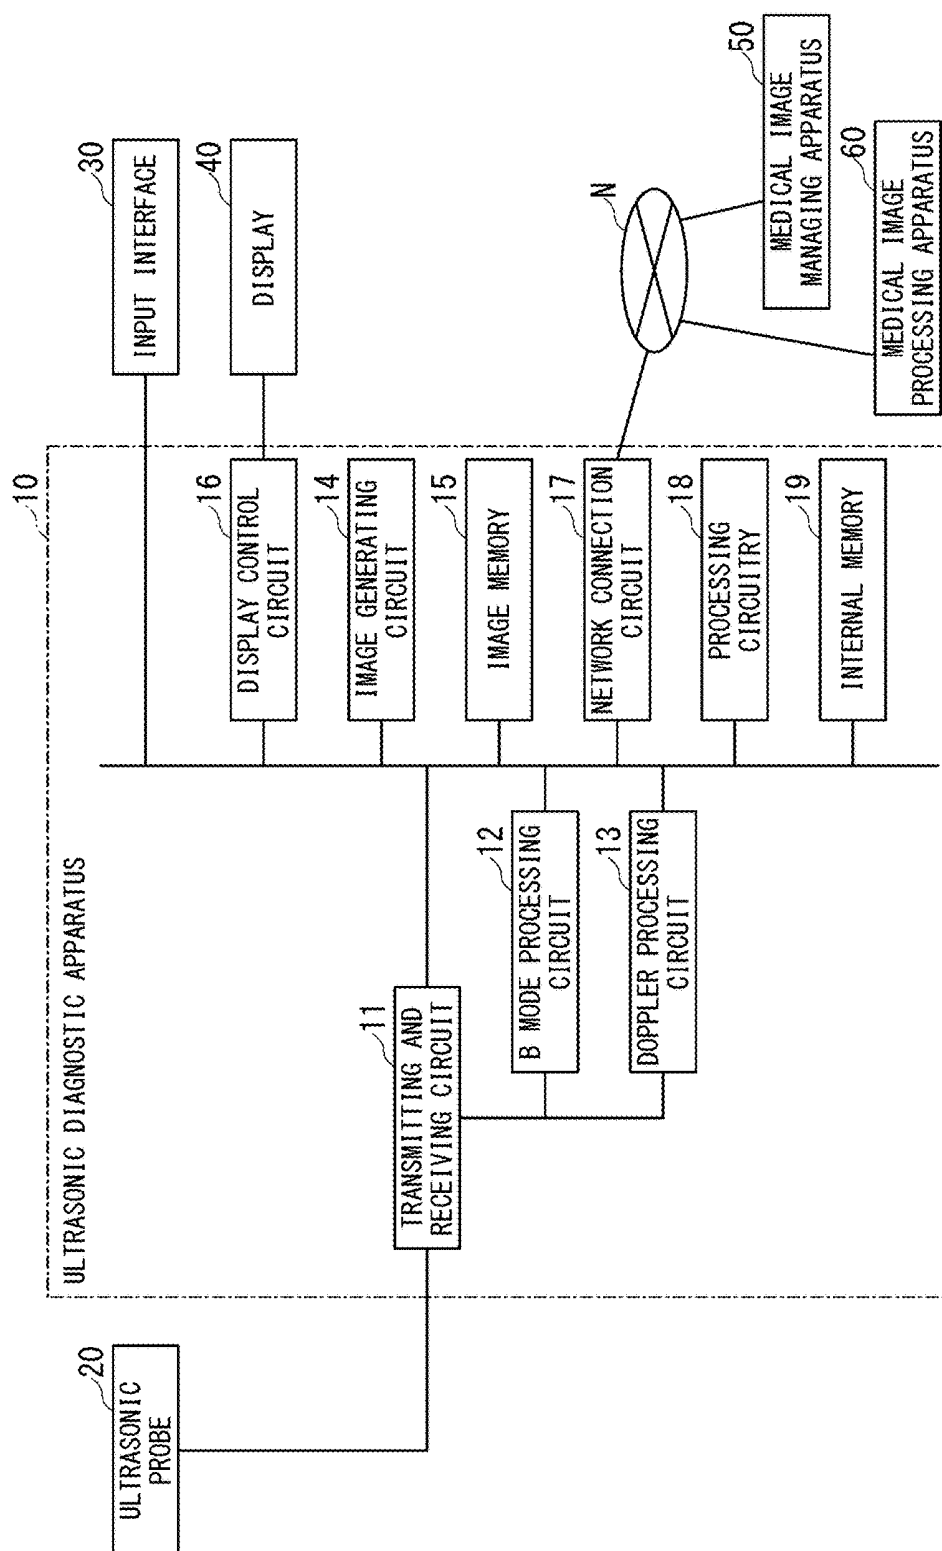 10
ULTRASONIC DIAGNOSTIC APPARATUS
20
ULTRASONIC
PROBE
11
TRANSMITTING AND
RECEIVING CIRCUIT
12
B MODE PROCESSING
CIRCUIT
13
DOPPLER PROCESSING
CIRCUIT
16
DISPLAY CONTROL
CIRCUIT
14
IMAGE GENERATING
CIRCUIT
15
IMAGE MEMORY
17
NETWORK CONNECTION
CIRCUIT
18
PROCESSING
CIRCUITRY
19
INTERNAL MEMORY
30
INPUT INTERFACE
40
DISPLAY
N
50
MEDICAL IMAGE
MANAGING APPARATUS
60
MEDICAL IMAGE
PROCESSING APPARATUS